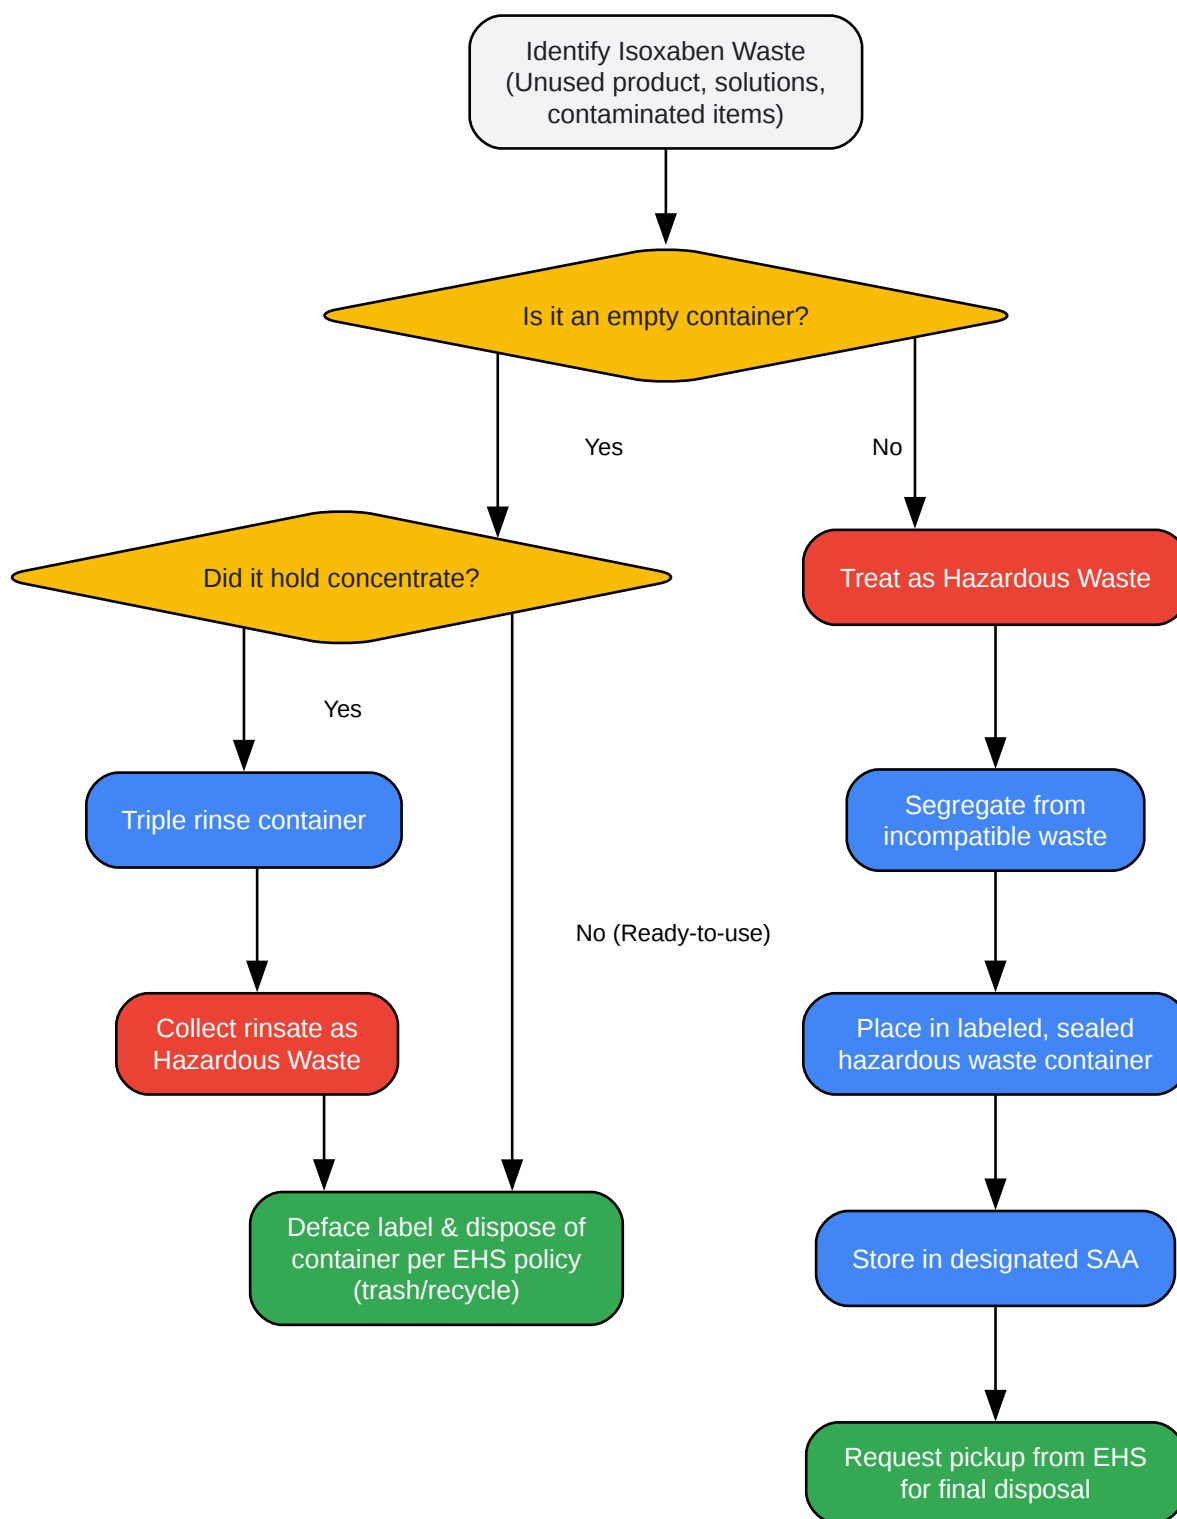 Identify Isoxaben Waste
(Unused product, solutions,
contaminated items)
Is it an empty container?
Yes
No
Did it hold concentrate?
Treat as Hazardous Waste
Yes
Triple rinse container
Segregate from
incompatible waste
No (Ready-to-use)
Collect rinsate as
Hazardous Waste
Place in labeled, sealed
hazardous waste container
Deface label & dispose of
container per EHS policy
(trash/recycle)
Store in designated SAA
Request pickup from EHS
for final disposal